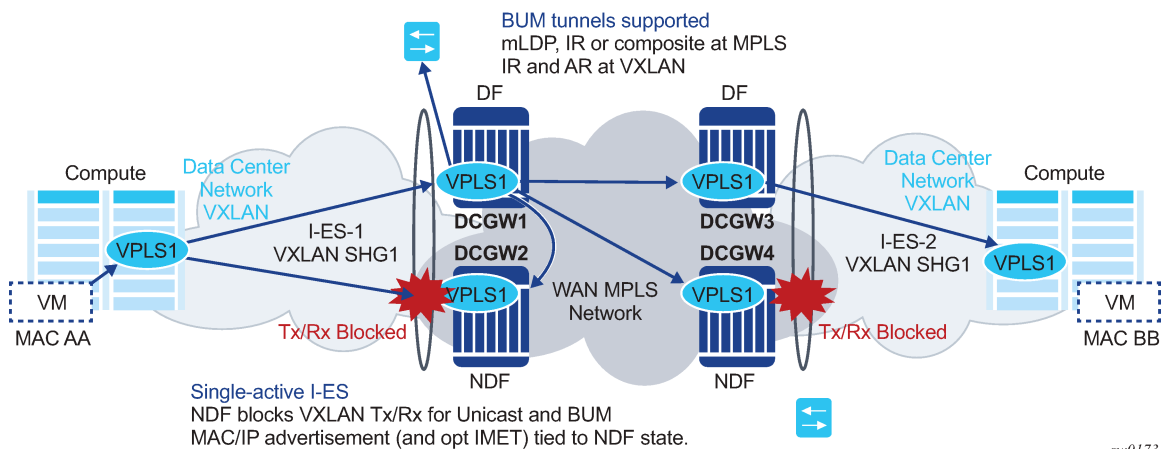 BUM tunnels supported
mLDP, IR or composite at MPLS
IR and AR at VXLAN
DF
DF
Compute
Data Center
Network
VXLAN
VPLS1
VPLS1
Data Center
Network
VXLAN
Compute
DCGW1
DCGW3
I-ES-1
VXLAN SHG1
I-ES-2
VXLAN SHG1
VPLS1
DCGW2
DCGW4
VPLS1
VM
MAC AA
VPLS1
WAN MPLS
Network
VPLS1
VM
MAC BB
Tx/Rx Blocked
Tx/Rx Blocked
NDF
NDF
Single-active I-ES
NDF blocks VXLAN Tx/Rx for Unicast and BUM
MAC/IP advertisement (and opt IMET) tied to NDF state.